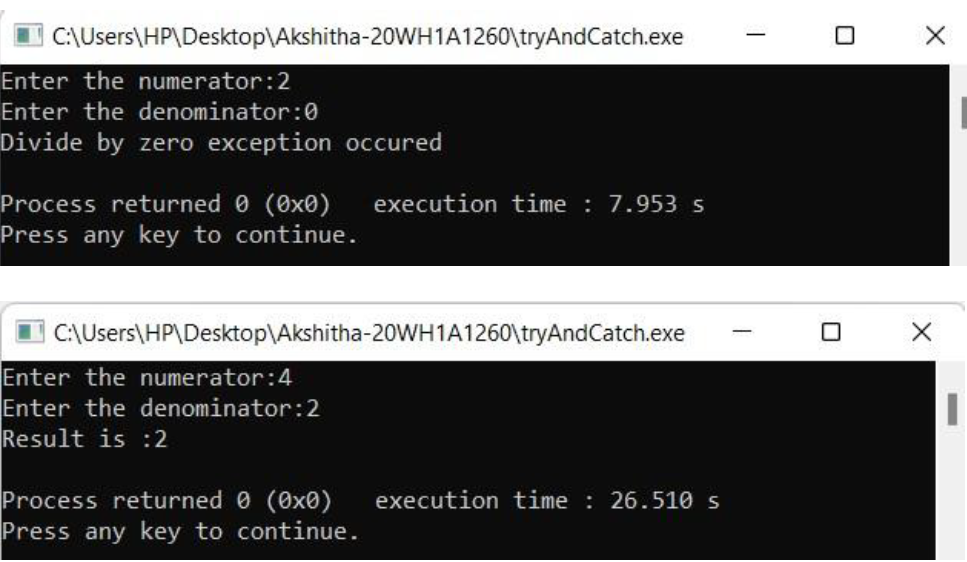 C:\Users\HP\Desktop\Akshitha-20WH1A1260\tryAndCatch.exe
Enter the numerator:2
Enter the denominator:0
Divide by zero exception occured
Process returned 0 (0x0)   execution time : 7.953 s
Press any key to continue.
C:\Users\HP\Desktop\Akshitha-20WH1A1260\tryAndCatch.exe
Enter the numerator:4
Enter the denominator:2
Result is :2
Process returned 0 (0x0)   execution time : 26.510 s
Press any key to continue.